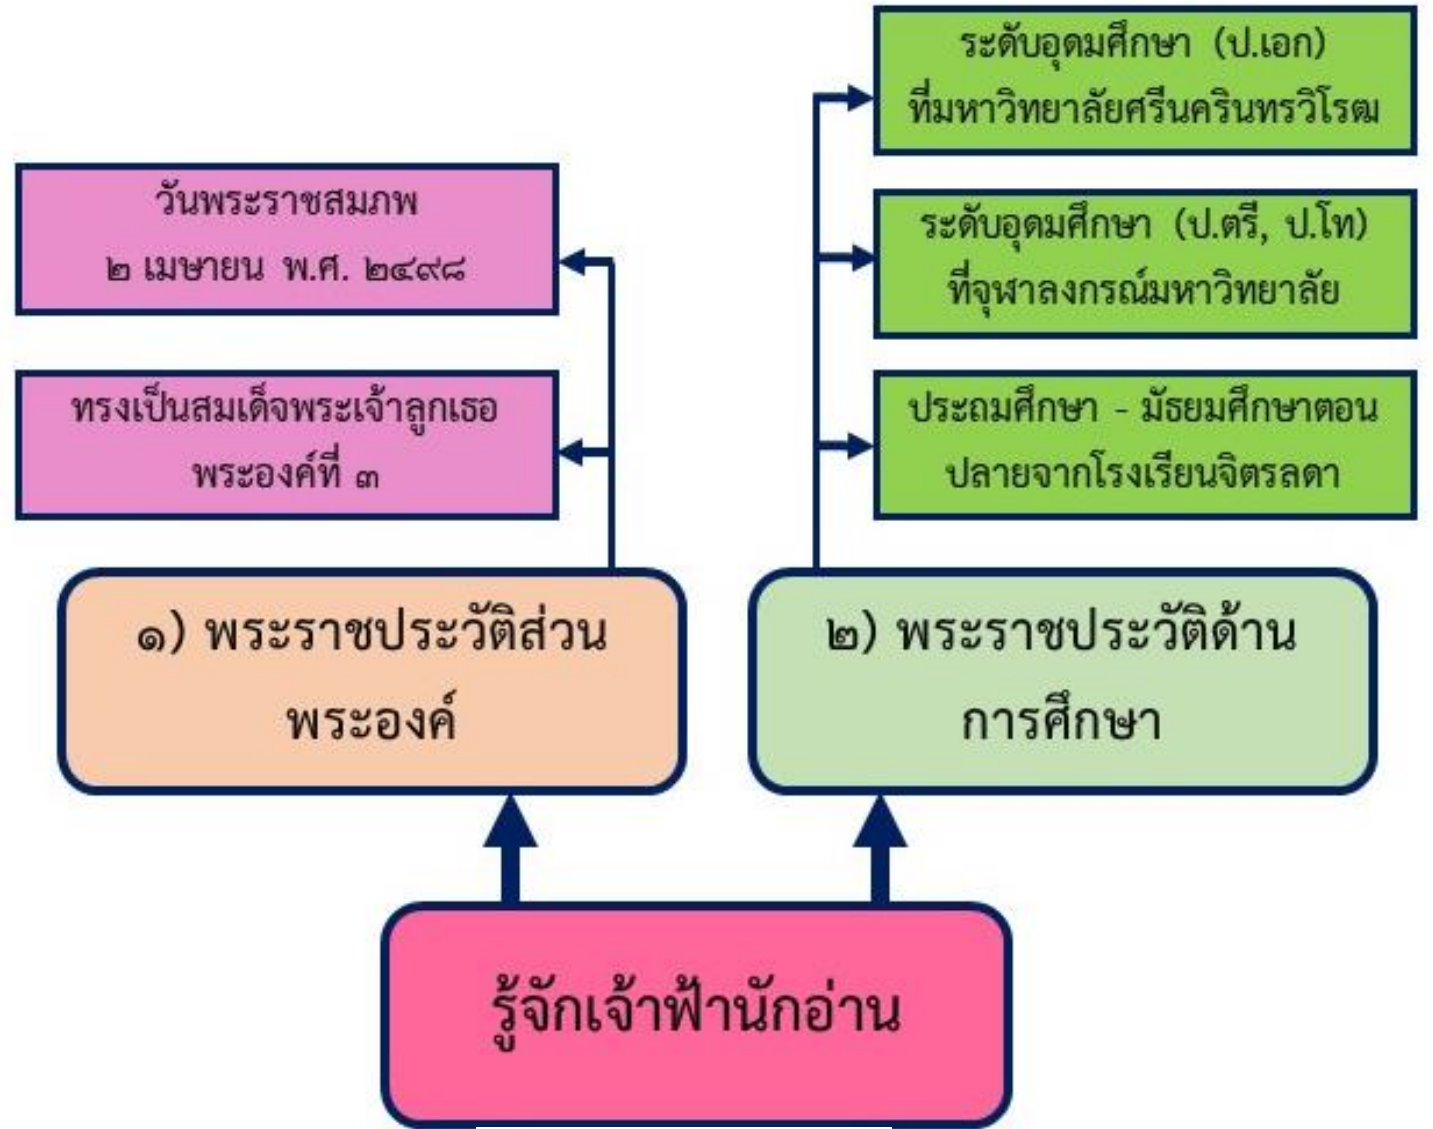 ระดับอุดมศึกษา (ป.เอก)
ที่มหาวิทยาลัยศรีนครินทรวิโรฒ
วันพระราชสมภพ
๒ เมษายน พ.ศ. ๒๔๙๘
ระดับอุดมศึกษา (ป.ตรี, ป.โท)
ที่จุฬาลงกรณ์มหาวิทยาลัย
ทรงเป็นสมเด็จพระเจ้าลูกเธอ
พระองค์ที่ ๓
ประถมศึกษา - มัธยมศึกษาตอน
ปลายจากโรงเรียนจิตรลดา
๑) พระราชประวัติส่วน
พระองค์
๒) พระราชประวัติด้าน
การศึกษา
รู้จักเจ้าฟ้านักอ่าน